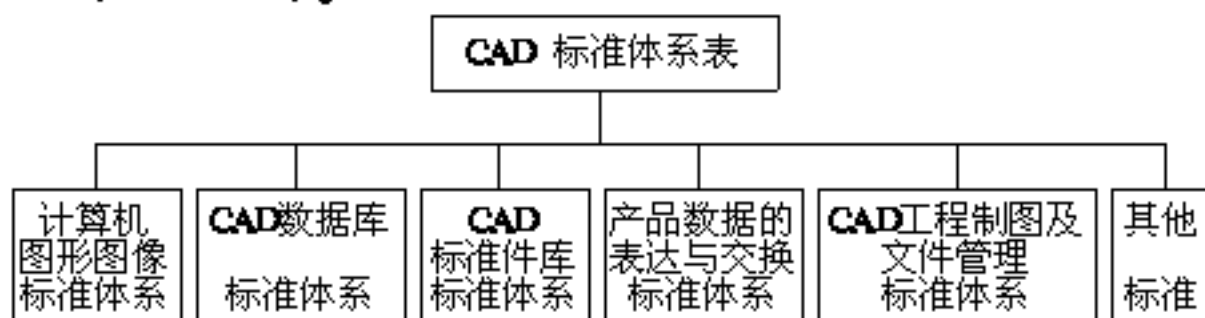 CAD 标准体系表
计算机
图形图像
标准体系
CAD数据库
标准体系
CAD
标准件库
标准体系
产品数据的
表达与交换
标准体系
CAD工程制图及
文件管理
标准体系
其他
标准